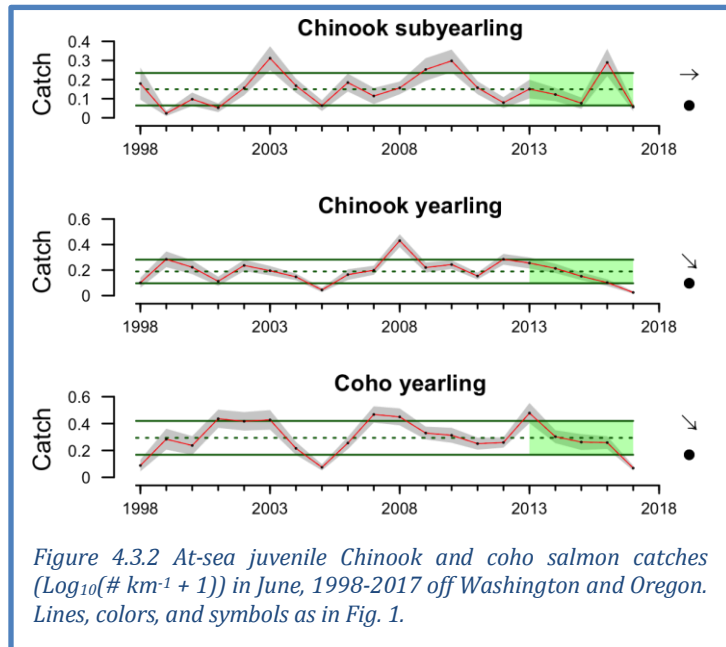 Chinook subyearling
Catch
0.4
0.3
0.2
0.1
0
→
●
1998 2003 2008 2013 2018
Chinook yearling
Catch
0.6
0.4
0.2
0
↘
●
1998 2003 2008 2013 2018
Coho yearling
Catch
0.6
0.4
0.2
0
↘
●
1998 2003 2008 2013 2018
Figure 4.3.2 At-sea juvenile Chinook and coho salmon catches
(Log₁₀(# km⁻¹ + 1)) in June, 1998-2017 off Washington and Oregon.
Lines, colors, and symbols as in Fig. 1.